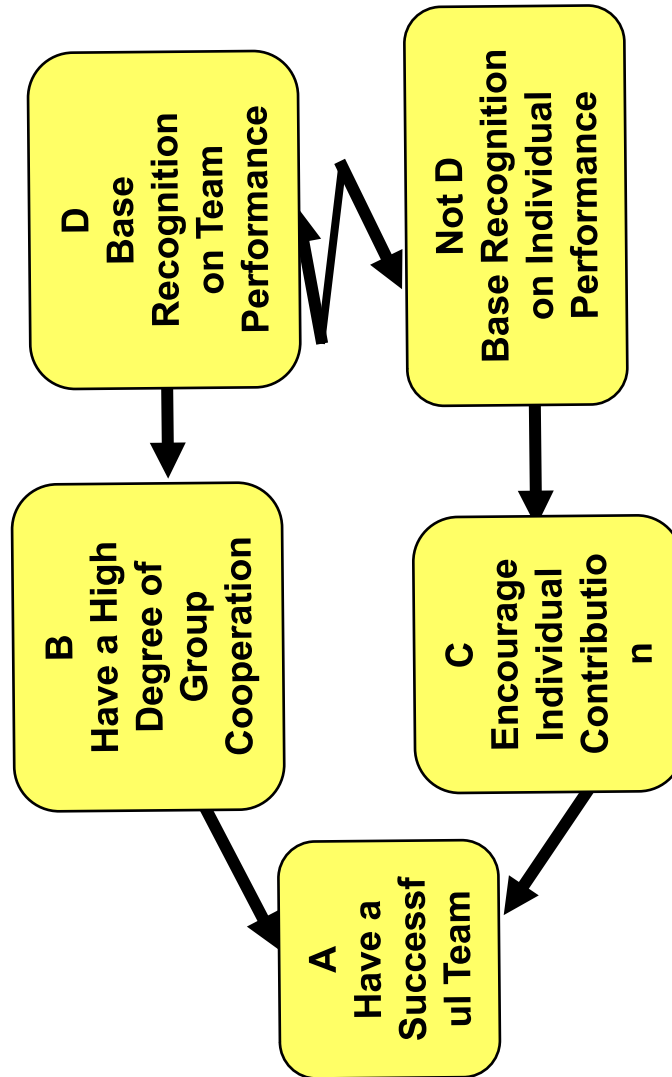 A
Have a
Successf
ul Team
B
Have a High
Degree of
Group
Cooperation
D
Base
Recognition
on Team
Performance
C
Encourage
Individual
Contributio
n
Not D
Base Recognition
on Individual
Performance